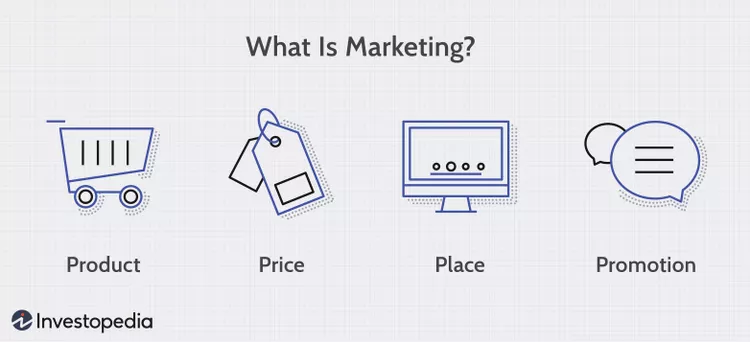 What Is Marketing?
Product
Price
Place
Promotion
Investopedia